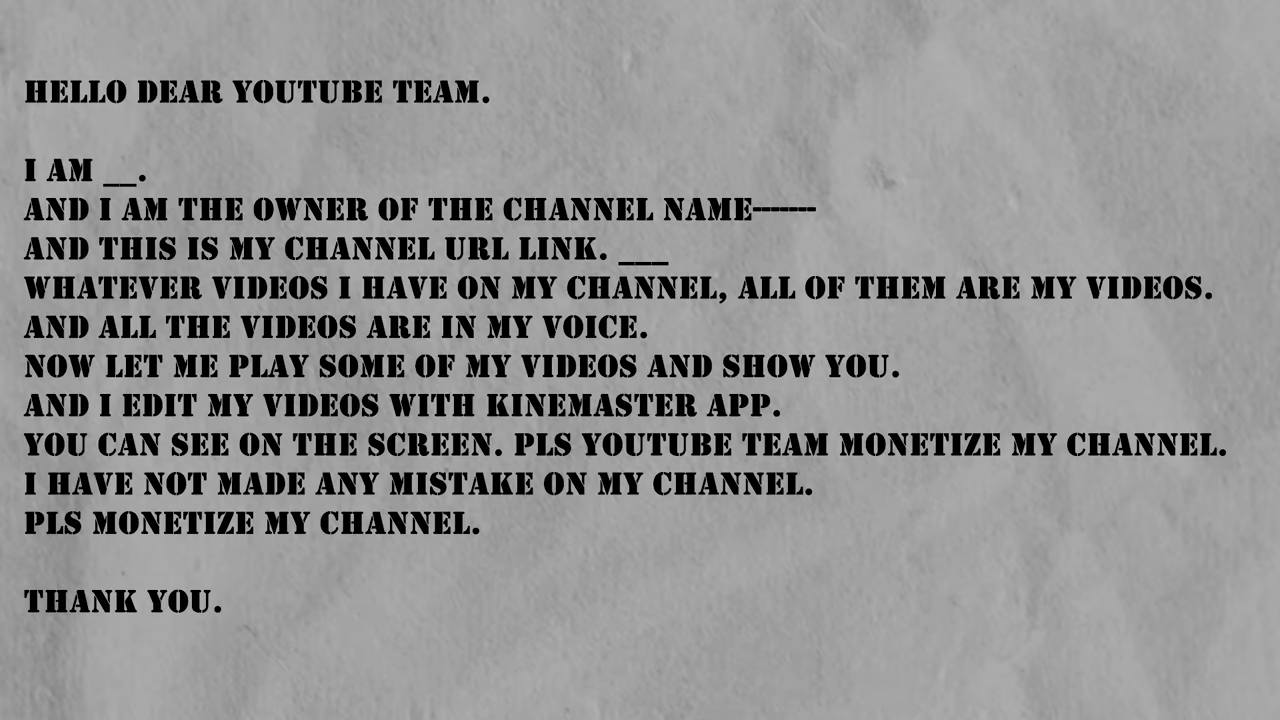 HELLO DEAR YOUTUBE TEAM.
I AM __.
AND I AM THE OWNER OF THE CHANNEL NAME-------
AND THIS IS MY CHANNEL URL LINK. ___
WHATEVER VIDEOS I HAVE ON MY CHANNEL, ALL OF THEM ARE MY VIDEOS.
AND ALL THE VIDEOS ARE IN MY VOICE.
NOW LET ME PLAY SOME OF MY VIDEOS AND SHOW YOU.
AND I EDIT MY VIDEOS WITH KINEMASTER APP.
YOU CAN SEE ON THE SCREEN. PLS YOUTUBE TEAM MONETIZE MY CHANNEL.
I HAVE NOT MADE ANY MISTAKE ON MY CHANNEL.
PLS MONETIZE MY CHANNEL.
THANK YOU.